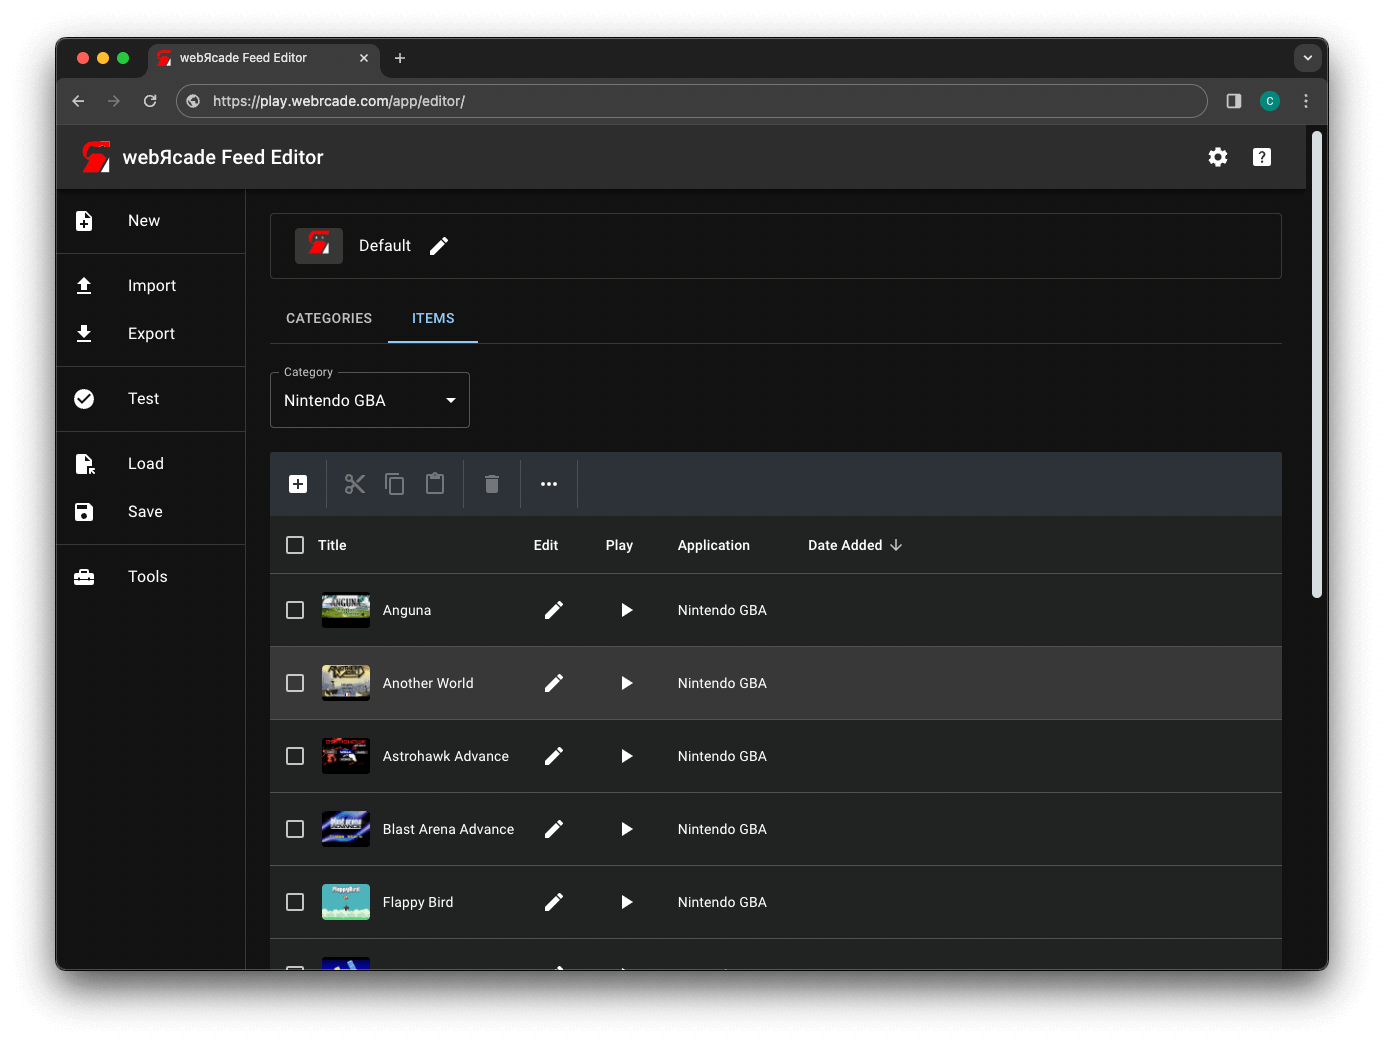 webЯcade Feed Editor
https://play.webrcade.com/app/editor/
C
webЯcade Feed Editor
?
New
Import
Export
Test
Load
Save
Tools
Default
CATEGORIES ITEMS
Category
Nintendo GBA
Title Edit Play Application Date Added
ANGUNA
Anguna Nintendo GBA
Another World Nintendo GBA
Astrohawk Advance Nintendo GBA
Blast Arena Advance Nintendo GBA
FlappyBird
Flappy Bird Nintendo GBA